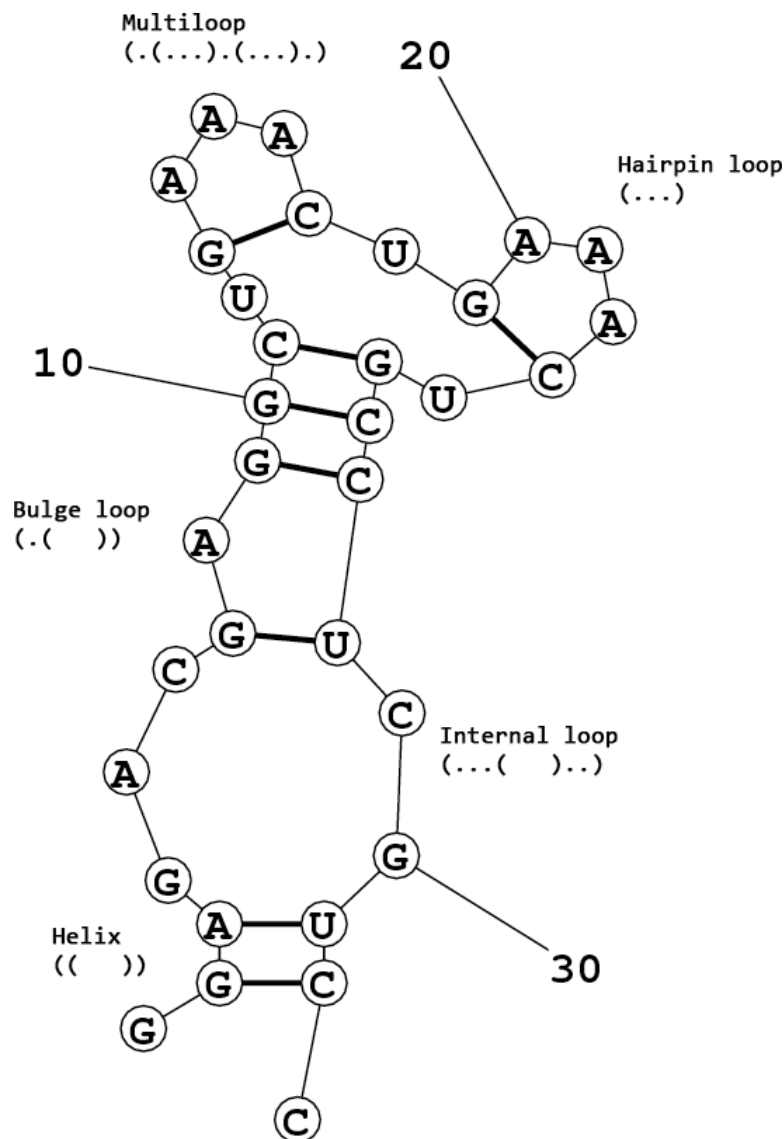 Multiloop
(.(...).(...).)
20
A A
Hairpin loop
(...)
A
C
G U A A
U G A
C G
10
C
U
G C
G C
Bulge loop
(.(   ))
A
G U
C
C
Internal loop
(...(   )..)
A
G
G
A U
Helix
((   ))
30
G C
G
C